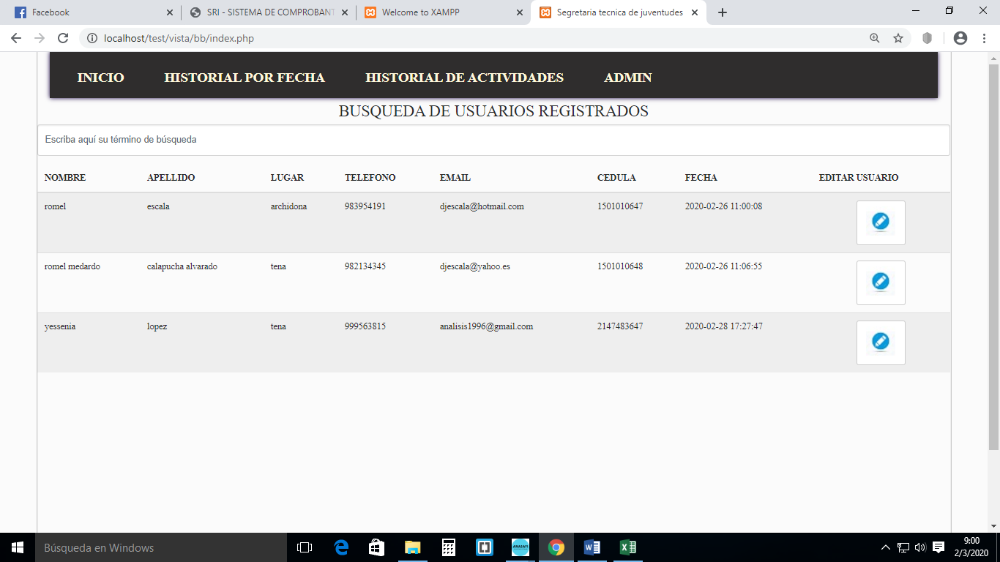 Facebook
SRI - SISTEMA DE COMPROBANT
Welcome to XAMPP
Segretaria tecnica de juventudes
localhost/test/vista/bb/index.php
INICIO HISTORIAL POR FECHA HISTORIAL DE ACTIVIDADES ADMIN
BUSQUEDA DE USUARIOS REGISTRADOS
Escriba aquí su término de búsqueda
NOMBRE APELLIDO LUGAR TELEFONO EMAIL CEDULA FECHA EDITAR USUARIO
romel escala archidona 983954191 djescala@hotmail.com 1501010647 2020-02-26 11:00:08
romel medardo calapucha alvarado tena 982134345 djescala@yahoo.es 1501010648 2020-02-26 11:06:55
yessenia lopez tena 999563815 analisis1996@gmail.com 2147483647 2020-02-28 17:27:47
Búsqueda en Windows
ANASATI
9:00
2/3/2020